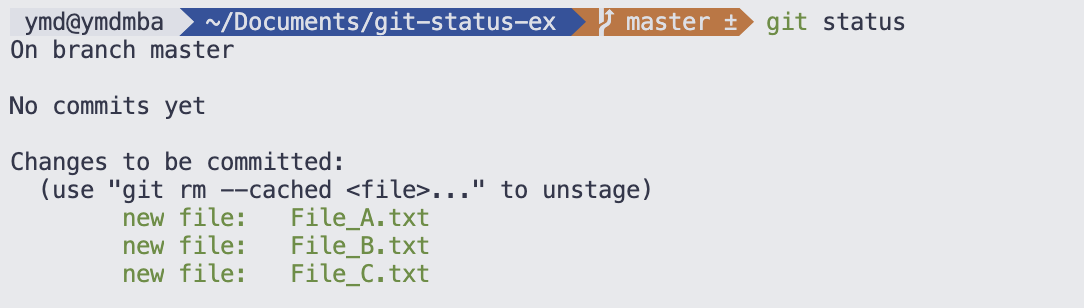 ymd@ymdmba ~/Documents/git-status-ex master ± git status
On branch master
No commits yet
Changes to be committed:
(use "git rm --cached <file>..." to unstage)
new file: File_A.txt
new file: File_B.txt
new file: File_C.txt